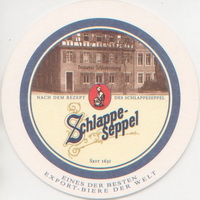 NACH DEM REZEPT DES SCHLAPPESEPPEL
Schlappe-
Seppel
Seit 1631
EINES DER BESTEN
EXPORT-BIERE DER WELT